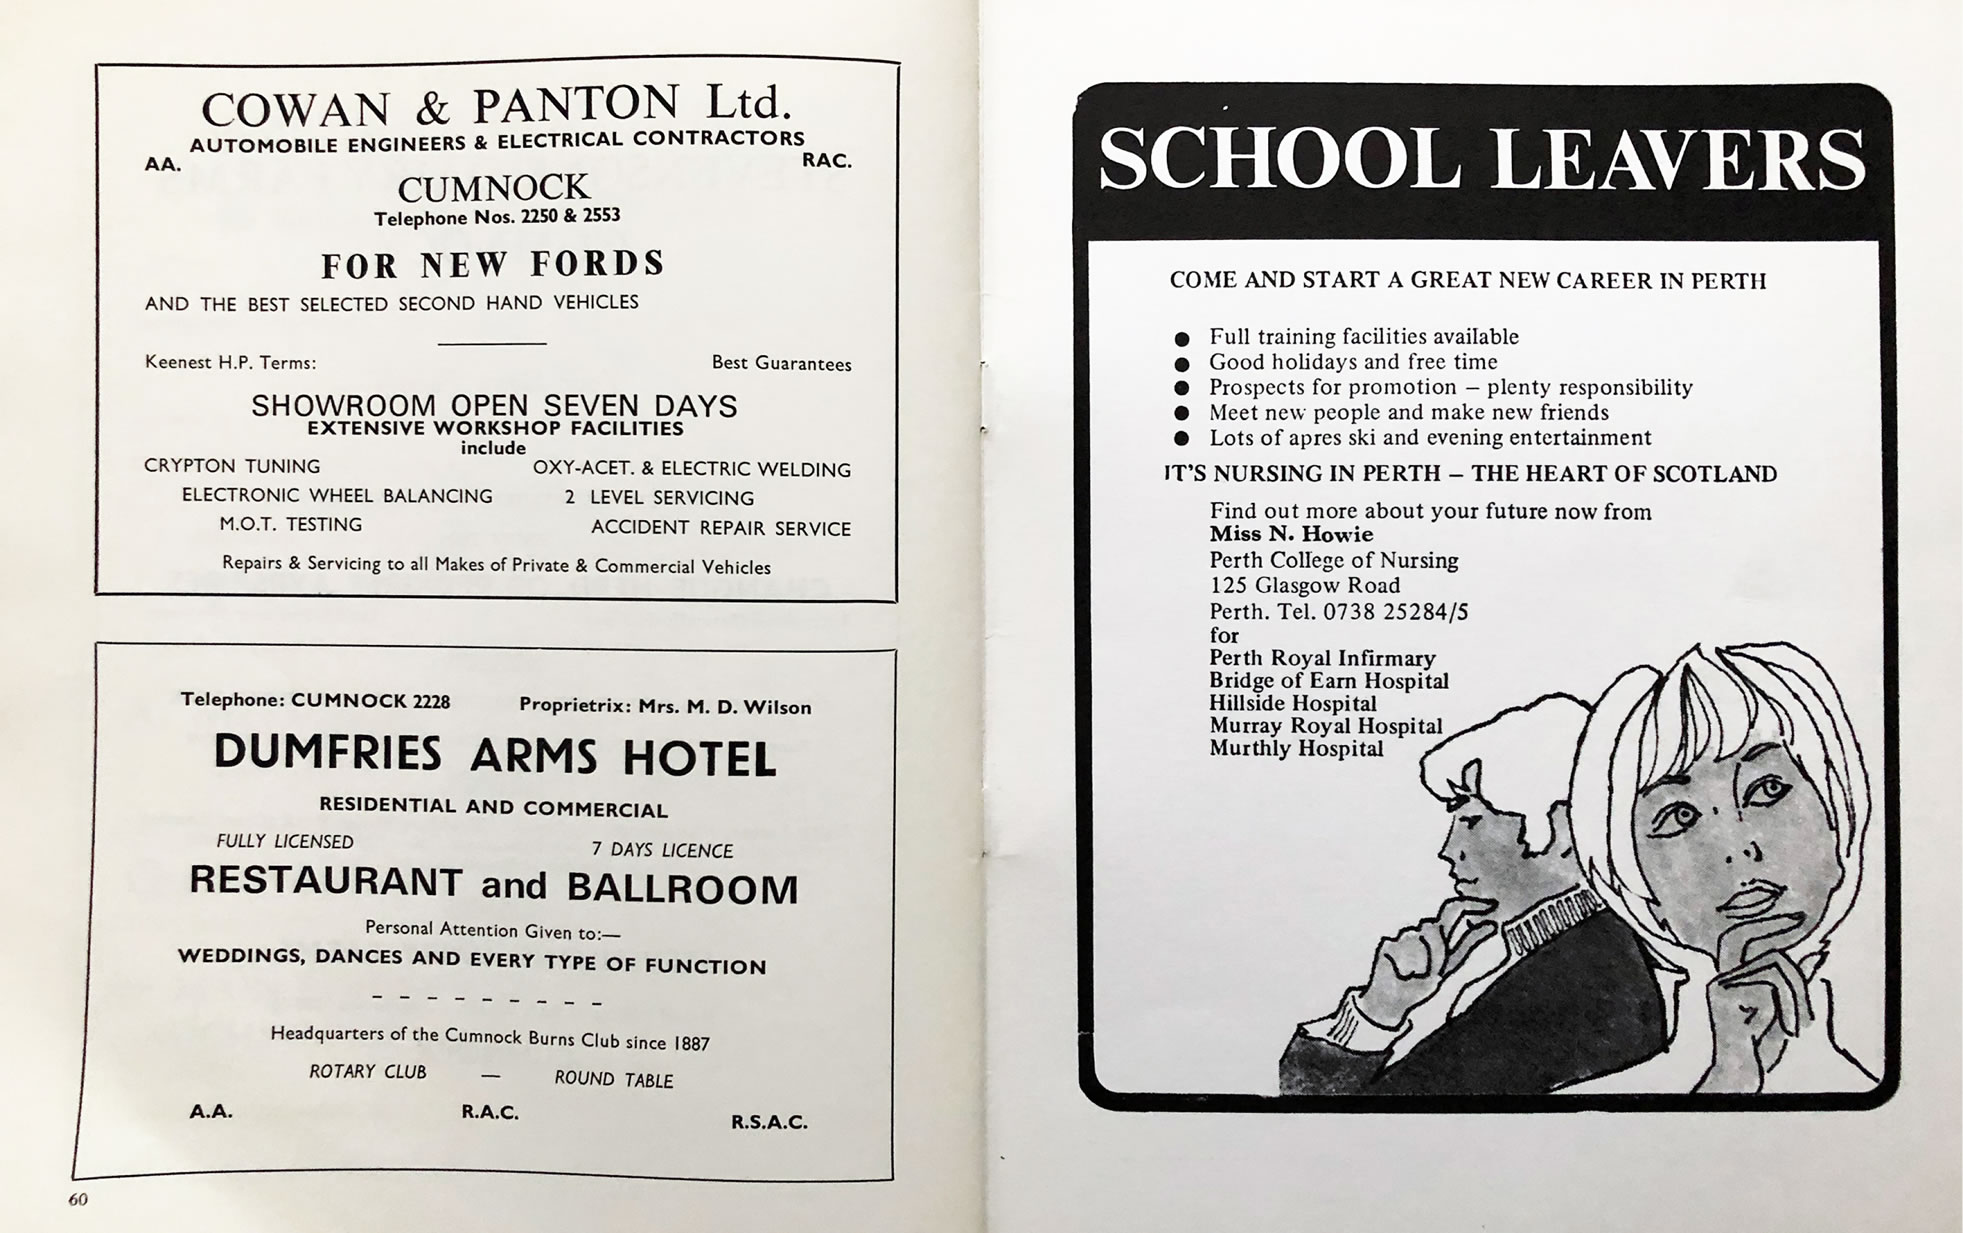 COWAN & PANTON Ltd.
AUTOMOBILE ENGINEERS & ELECTRICAL CONTRACTORS
AA. RAC.
CUMNOCK
Telephone Nos. 2250 & 2553
FOR NEW FORDS
AND THE BEST SELECTED SECOND HAND VEHICLES
Keenest H.P. Terms: Best Guarantees
SHOWROOM OPEN SEVEN DAYS
EXTENSIVE WORKSHOP FACILITIES
include
CRYPTON TUNING OXY-ACET. & ELECTRIC WELDING
ELECTRONIC WHEEL BALANCING 2 LEVEL SERVICING
M.O.T. TESTING ACCIDENT REPAIR SERVICE
Repairs & Servicing to all Makes of Private & Commercial Vehicles
Telephone: CUMNOCK 2228 Proprietrix: Mrs. M. D. Wilson
DUMFRIES ARMS HOTEL
RESIDENTIAL AND COMMERCIAL
FULLY LICENSED 7 DAYS LICENCE
RESTAURANT and BALLROOM
Personal Attention Given to:—
WEDDINGS, DANCES AND EVERY TYPE OF FUNCTION
Headquarters of the Cumnock Burns Club since 1887
ROTARY CLUB — ROUND TABLE
A.A. R.A.C. R.S.A.C.
60
SCHOOL LEAVERS
COME AND START A GREAT NEW CAREER IN PERTH
● Full training facilities available
● Good holidays and free time
● Prospects for promotion – plenty responsibility
● Meet new people and make new friends
● Lots of apres ski and evening entertainment
IT'S NURSING IN PERTH – THE HEART OF SCOTLAND
Find out more about your future now from
Miss N. Howie
Perth College of Nursing
125 Glasgow Road
Perth. Tel. 0738 25284/5
for
Perth Royal Infirmary
Bridge of Earn Hospital
Hillside Hospital
Murray Royal Hospital
Murthly Hospital